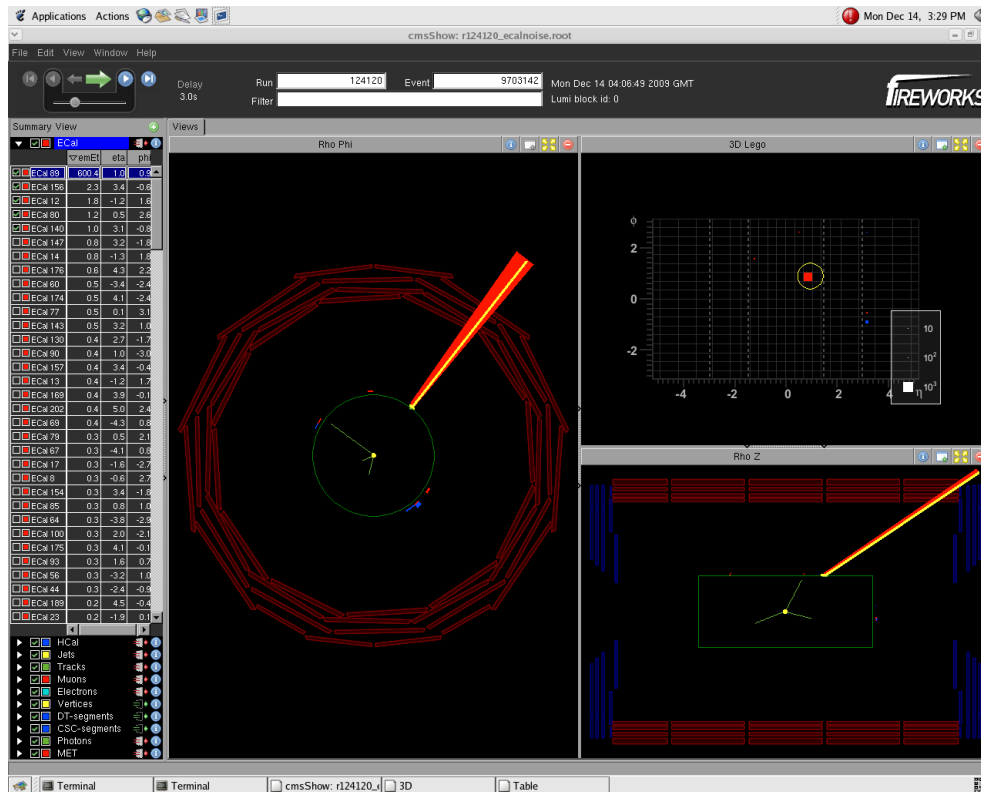 Applications Actions Mon Dec 14, 3:29 PM
cmsShow: r124120_ecalnoise.root
File Edit View Window Help
Delay
3.0s
Run 124120 Event 9703142 Mon Dec 14 04:06:49 2009 GMT
Filter Lumi block id: 0
FIREWORKS
Summary View
Views
ECal
Rho Phi
3D Lego
emEt eta phi
ECal 89 600.4 1.0 0.9
ECal 156 2.3 3.4 -0.6
ECal 12 1.8 -1.2 1.6
ECal 80 1.2 0.5 2.6
ECal 140 1.0 3.1 -0.8
ECal 147 0.8 3.2 -1.8
ECal 14 0.8 -1.3 1.8
ECal 176 0.6 4.3 2.2
ECal 60 0.5 -3.4 -2.4
ECal 174 0.5 4.1 -2.4
ECal 77 0.5 0.1 3.1
ECal 143 0.5 3.2 1.0
ECal 130 0.4 2.7 -1.7
ECal 90 0.4 1.0 -3.0
ECal 157 0.4 3.4 -0.4
ECal 13 0.4 -1.2 1.7
ECal 169 0.4 3.9 -0.1
ECal 202 0.4 5.0 2.4
ECal 69 0.4 -4.3 0.8
ECal 79 0.3 0.5 2.1
ECal 67 0.3 -4.1 0.8
ECal 17 0.3 -1.6 -2.7
ECal 8 0.3 -0.6 2.7
ECal 154 0.3 3.4 -1.8
ECal 85 0.3 0.8 1.0
ECal 64 0.3 -3.8 -2.9
ECal 100 0.3 2.0 -2.1
ECal 175 0.3 4.1 -0.1
ECal 93 0.3 1.6 0.7
ECal 56 0.3 -3.2 1.0
ECal 44 0.3 -2.4 -0.9
ECal 189 0.2 4.5 -0.4
ECal 23 0.2 -1.9 0.1
HCal
Jets
Tracks
Muons
Electrons
Vertices
DT-segments
CSC-segments
Photons
MET
ϕ
2
0
-2
-4 -2 0 2 4 η
10
10²
10³
Rho Z
Terminal
Terminal
cmsShow: r124120_
3D
Table